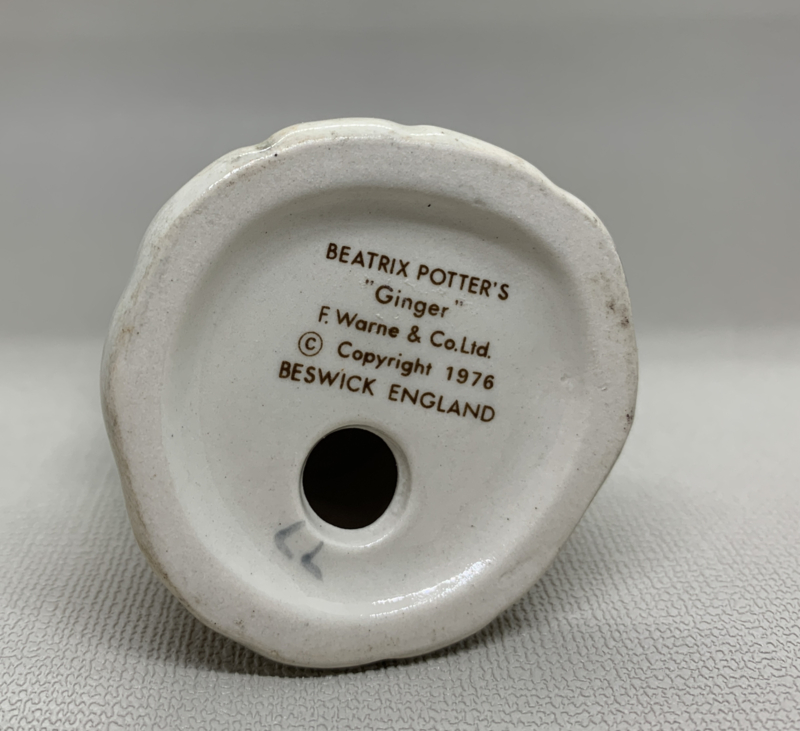 BEATRIX POTTER'S
"Ginger"
F. Warne & Co.Ltd.
© Copyright 1976
BESWICK ENGLAND